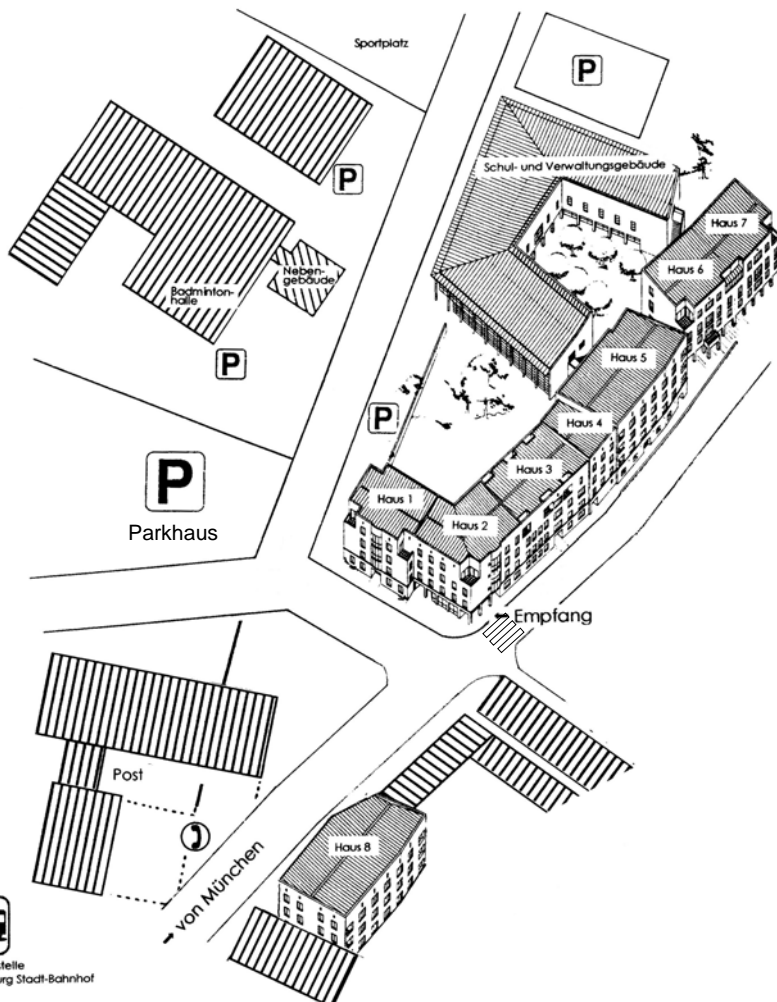 Sportplatz
P
Schul- und Verwaltungsgebäude
P
Haus 7
Haus 6
Neben-
gebäude
Badminton-
halle
P
Haus 5
P
Haus 4
P
Haus 3
Haus 1
Parkhaus
Haus 2
Empfang
Post
Haus 8
von München
Stadt-Bahnhof